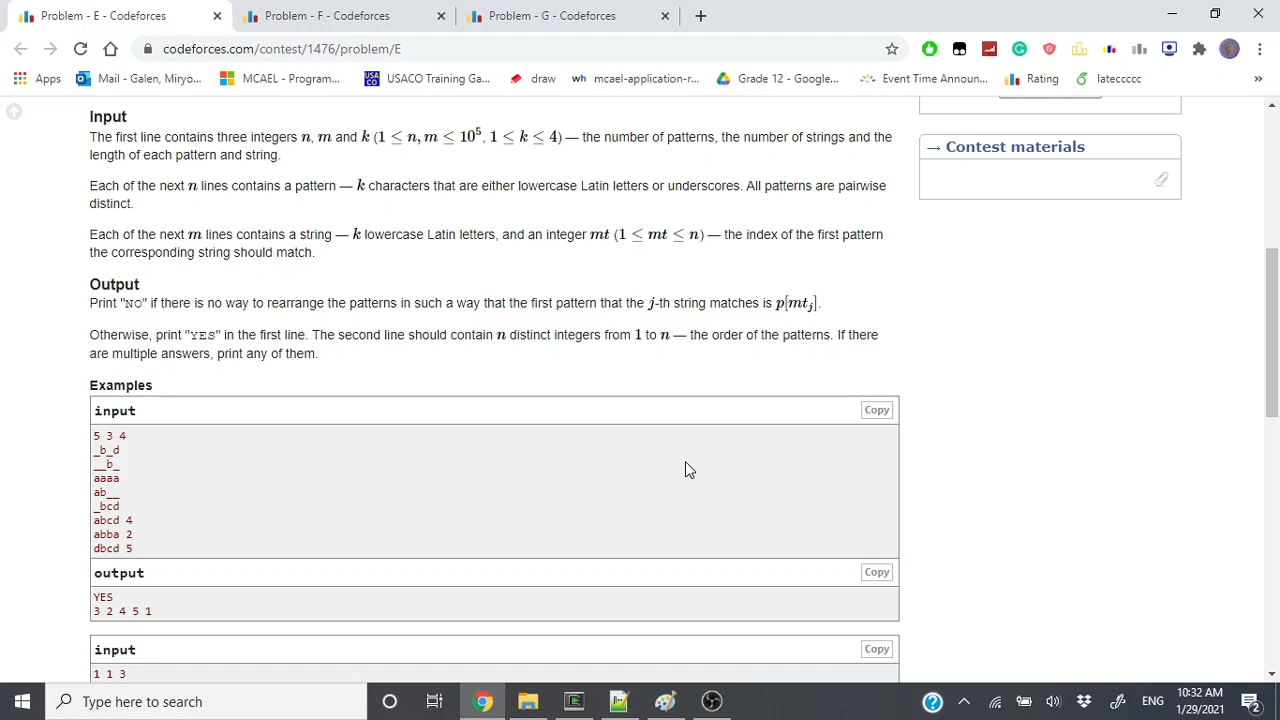 Problem - E - Codeforces
Problem - F - Codeforces
Problem - G - Codeforces
codeforces.com/contest/1476/problem/E
Apps
Mail - Galen, Miryo...
MCAEL - Program...
USACO Training Ga...
draw
wh mcael-application-r...
Grade 12 - Google...
Event Time Announ...
Rating
lateccccc
»
Input
The first line contains three integers n, m and k (1 ≤ n, m ≤ 10^5, 1 ≤ k ≤ 4) — the number of patterns, the number of strings and the
length of each pattern and string.
Each of the next n lines contains a pattern — k characters that are either lowercase Latin letters or underscores. All patterns are pairwise
distinct.
Each of the next m lines contains a string — k lowercase Latin letters, and an integer mt (1 ≤ mt ≤ n) — the index of the first pattern
the corresponding string should match.
Output
Print "NO" if there is no way to rearrange the patterns in such a way that the first pattern that the j-th string matches is p[mt_j].
Otherwise, print "YES" in the first line. The second line should contain n distinct integers from 1 to n — the order of the patterns. If there
are multiple answers, print any of them.
Examples
input
Copy
5 3 4
_b_d
__b_
aaaa
ab__
_bcd
abcd 4
abba 2
dbcd 5
output
Copy
YES
3 2 4 5 1
input
Copy
1 1 3
→ Contest materials
Type here to search
ENG
10:32 AM
1/29/2021
2